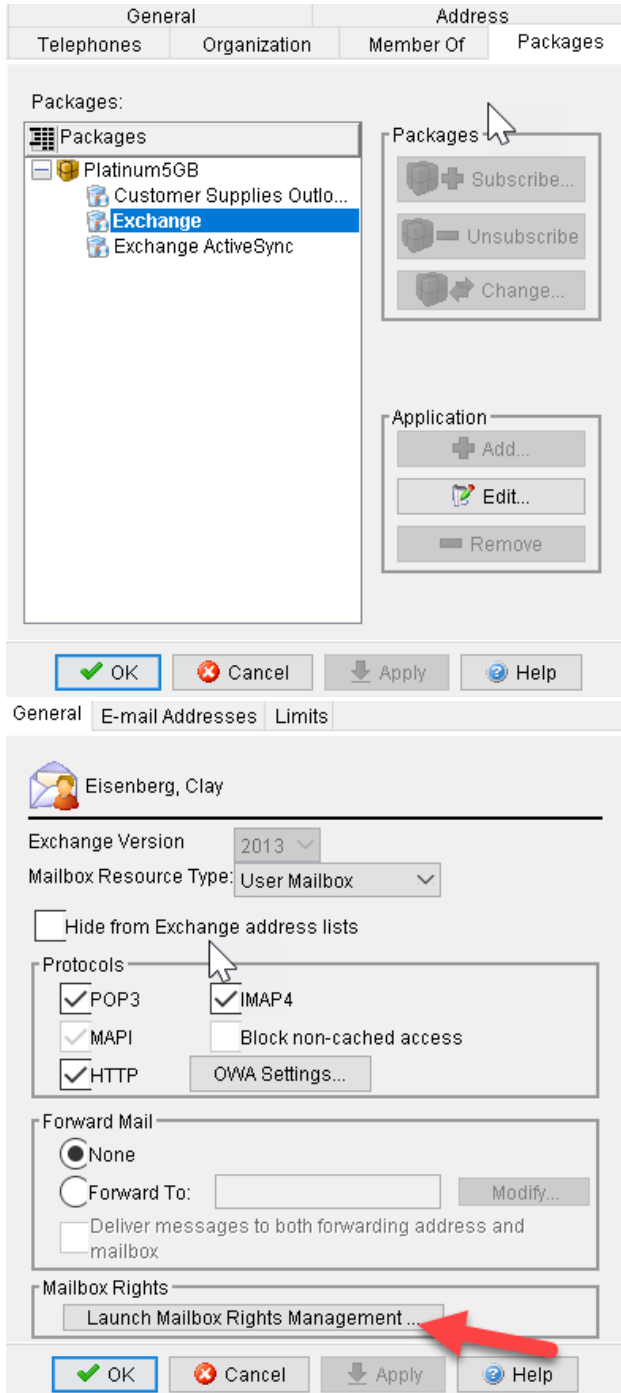 General Address
Telephones Organization Member Of Packages
Packages:
Packages
Platinum5GB
Customer Supplies Outlo...
Exchange
Exchange ActiveSync
Packages
Subscribe...
Unsubscribe
Change...
Application
Add...
Edit...
Remove
OK Cancel Apply Help
General E-mail Addresses Limits
Eisenberg, Clay
Exchange Version 2013
Mailbox Resource Type: User Mailbox
Hide from Exchange address lists
Protocols
POP3 IMAP4
MAPI Block non-cached access
HTTP OWA Settings...
Forward Mail
None
Forward To: Modify...
Deliver messages to both forwarding address and
mailbox
Mailbox Rights
Launch Mailbox Rights Management ...
OK Cancel Apply Help